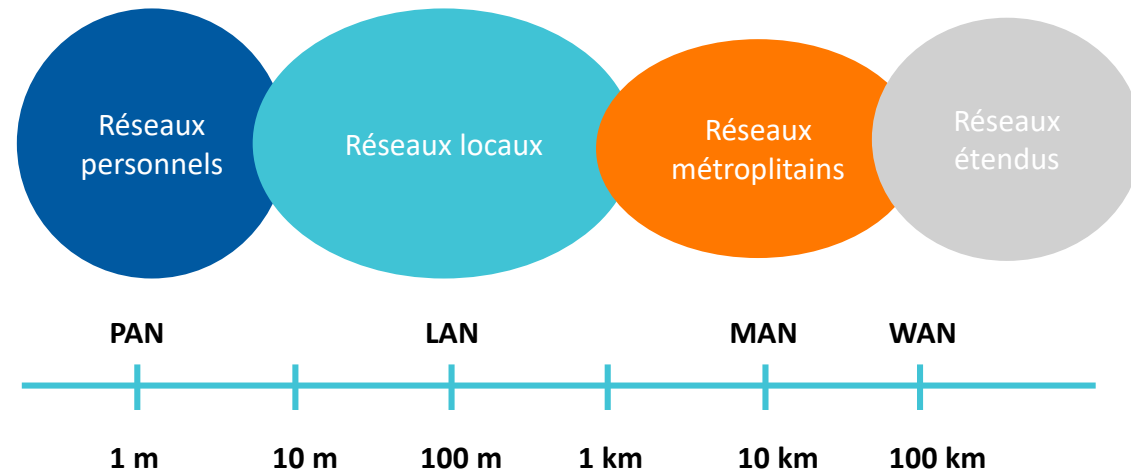 Réseaux
personnels
Réseaux locaux
Réseaux
métroplitains
Réseaux
étendus
PAN LAN MAN WAN
1 m 10 m 100 m 1 km 10 km 100 km